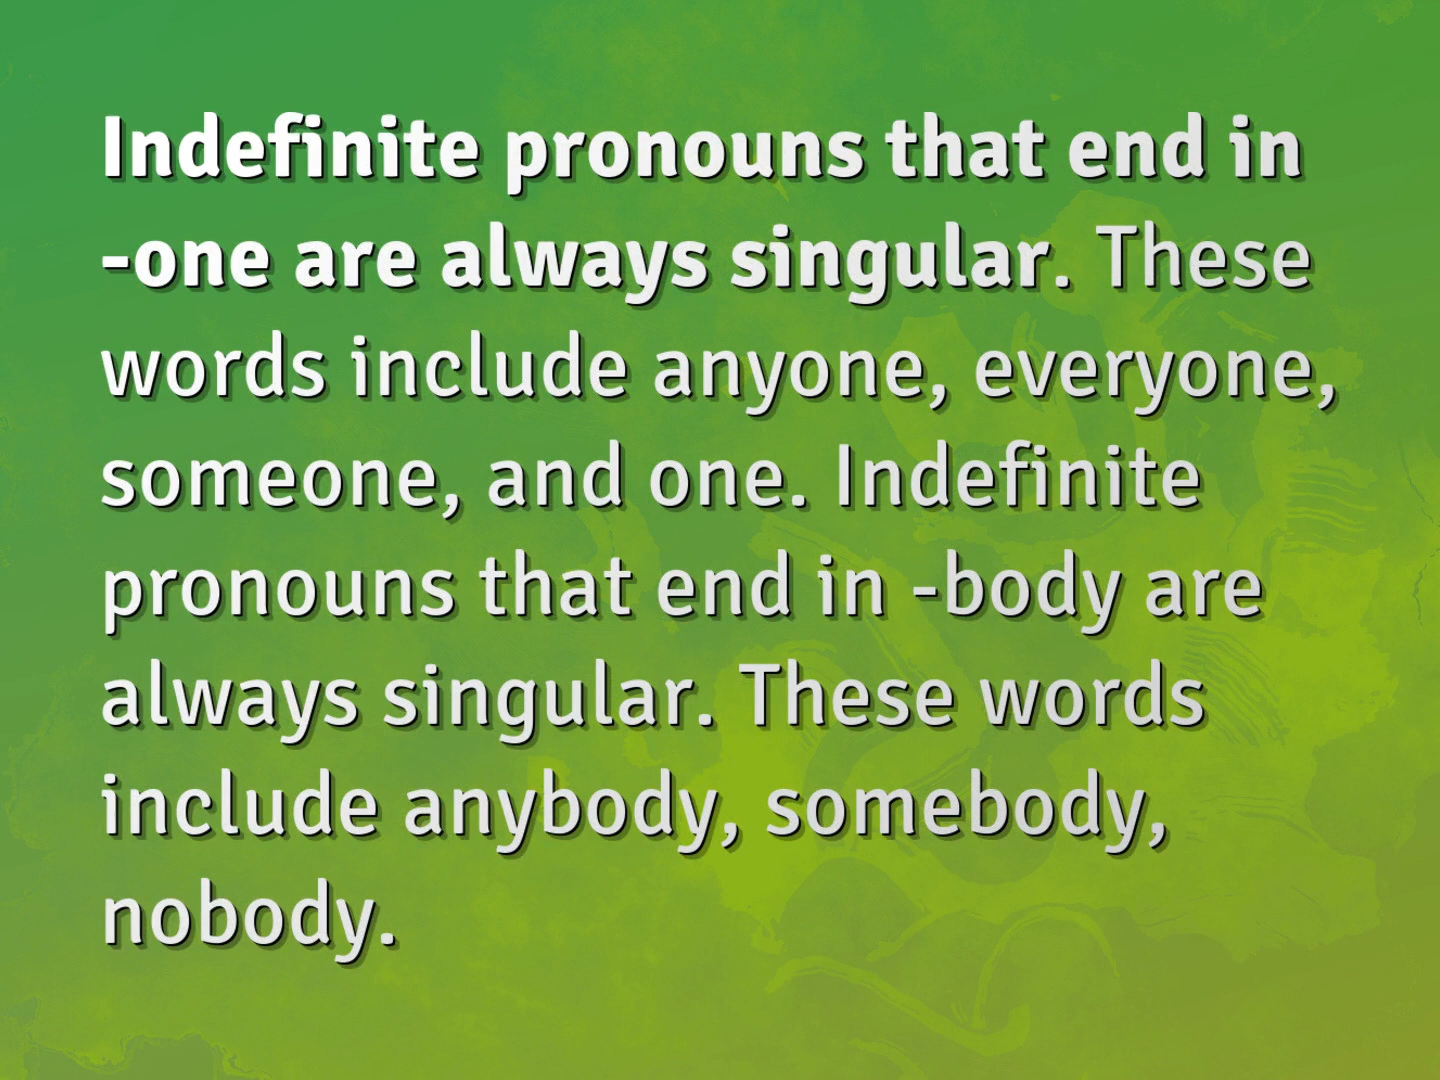 Indefinite pronouns that end in
-one are always singular. These
words include anyone, everyone,
someone, and one. Indefinite
pronouns that end in -body are
always singular. These words
include anybody, somebody,
nobody.